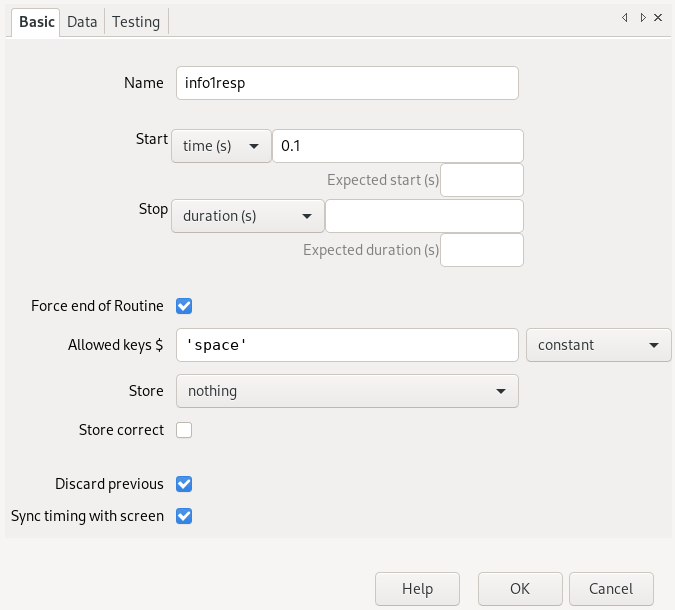 Basic Data Testing
Name info1resp
Start time (s) 0.1
Expected start (s)
Stop duration (s)
Expected duration (s)
Force end of Routine
Allowed keys $ 'space' constant
Store nothing
Store correct
Discard previous
Sync timing with screen
Help OK Cancel